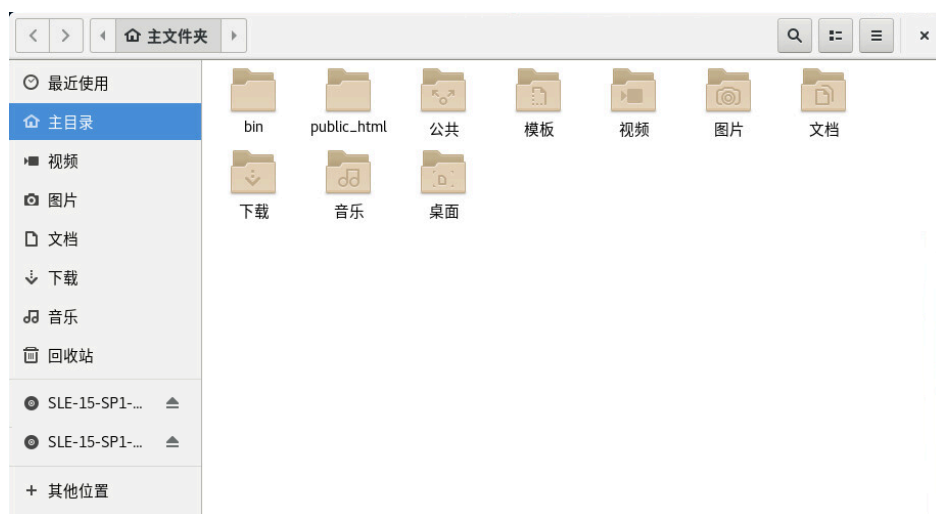 主文件夹
最近使用
主目录
视频
图片
文档
下载
音乐
回收站
SLE-15-SP1-...
SLE-15-SP1-...
其他位置
bin public_html 公共 模板 视频 图片 文档
下载 音乐 桌面